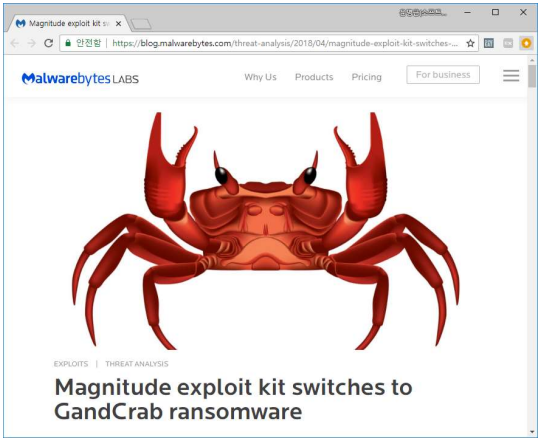 Magnitude exploit kit s
안전함 | https://blog.malwarebytes.com/threat-analysis/2018/04/magnitude-exploit-kit-switches-...
Malwarebytes LABS
Why Us Products Pricing For business
EXPLOITS | THREAT ANALYSIS
Magnitude exploit kit switches to
GandCrab ransomware